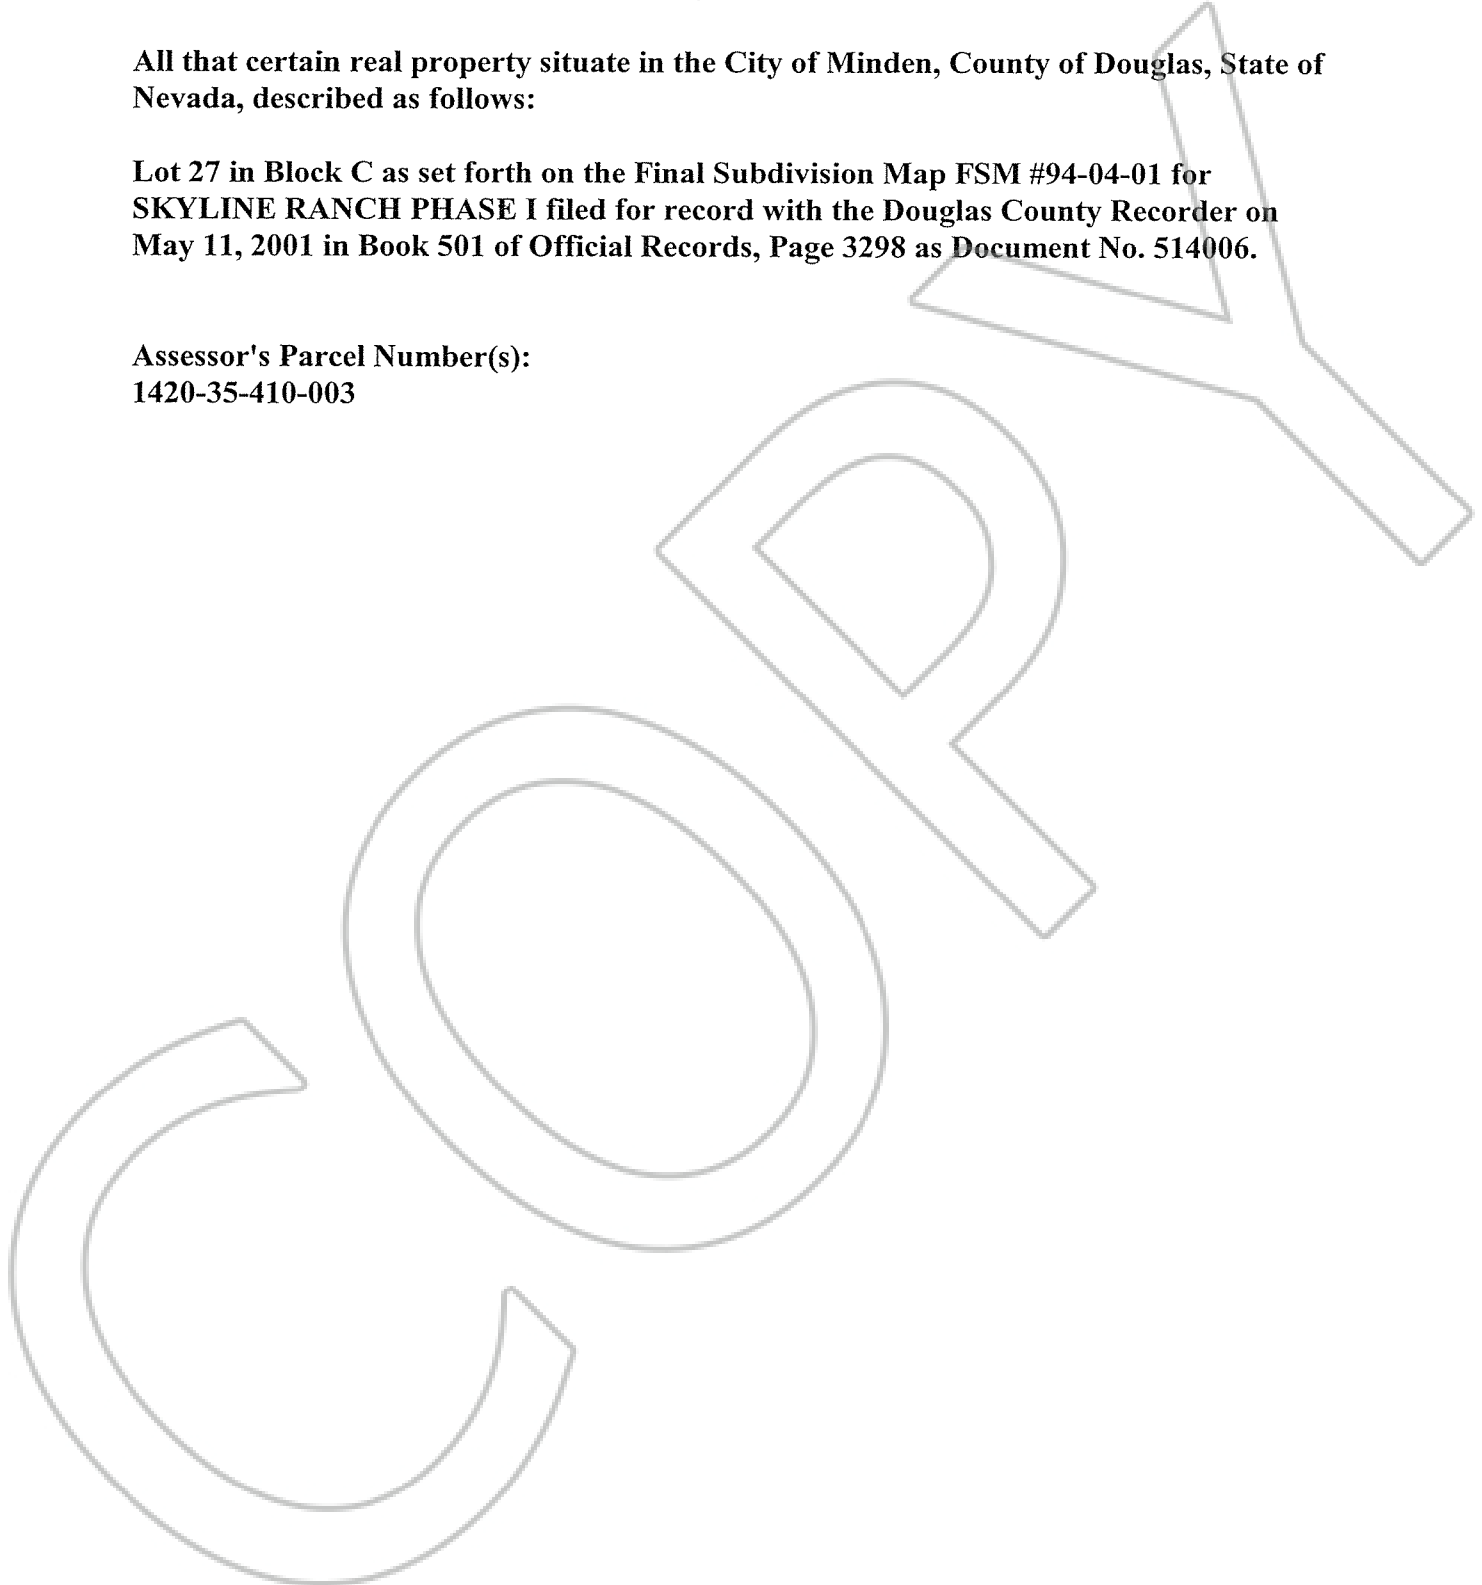 All that certain real property situate in the City of Minden, County of Douglas, State of
Nevada, described as follows:
Lot 27 in Block C as set forth on the Final Subdivision Map FSM #94-04-01 for
SKYLINE RANCH PHASE I filed for record with the Douglas County Recorder on
May 11, 2001 in Book 501 of Official Records, Page 3298 as Document No. 514006.
Assessor's Parcel Number(s):
1420-35-410-003
COPY